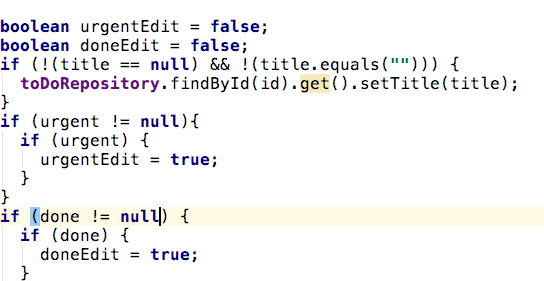 boolean urgentEdit = false;
boolean doneEdit = false;
if (!(title == null) && !(title.equals(""))) {
  toDoRepository.findById(id).get().setTitle(title);
}
if (urgent != null){
  if (urgent) {
    urgentEdit = true;
  }
}
if (done != null) {
  if (done) {
    doneEdit = true;
  }